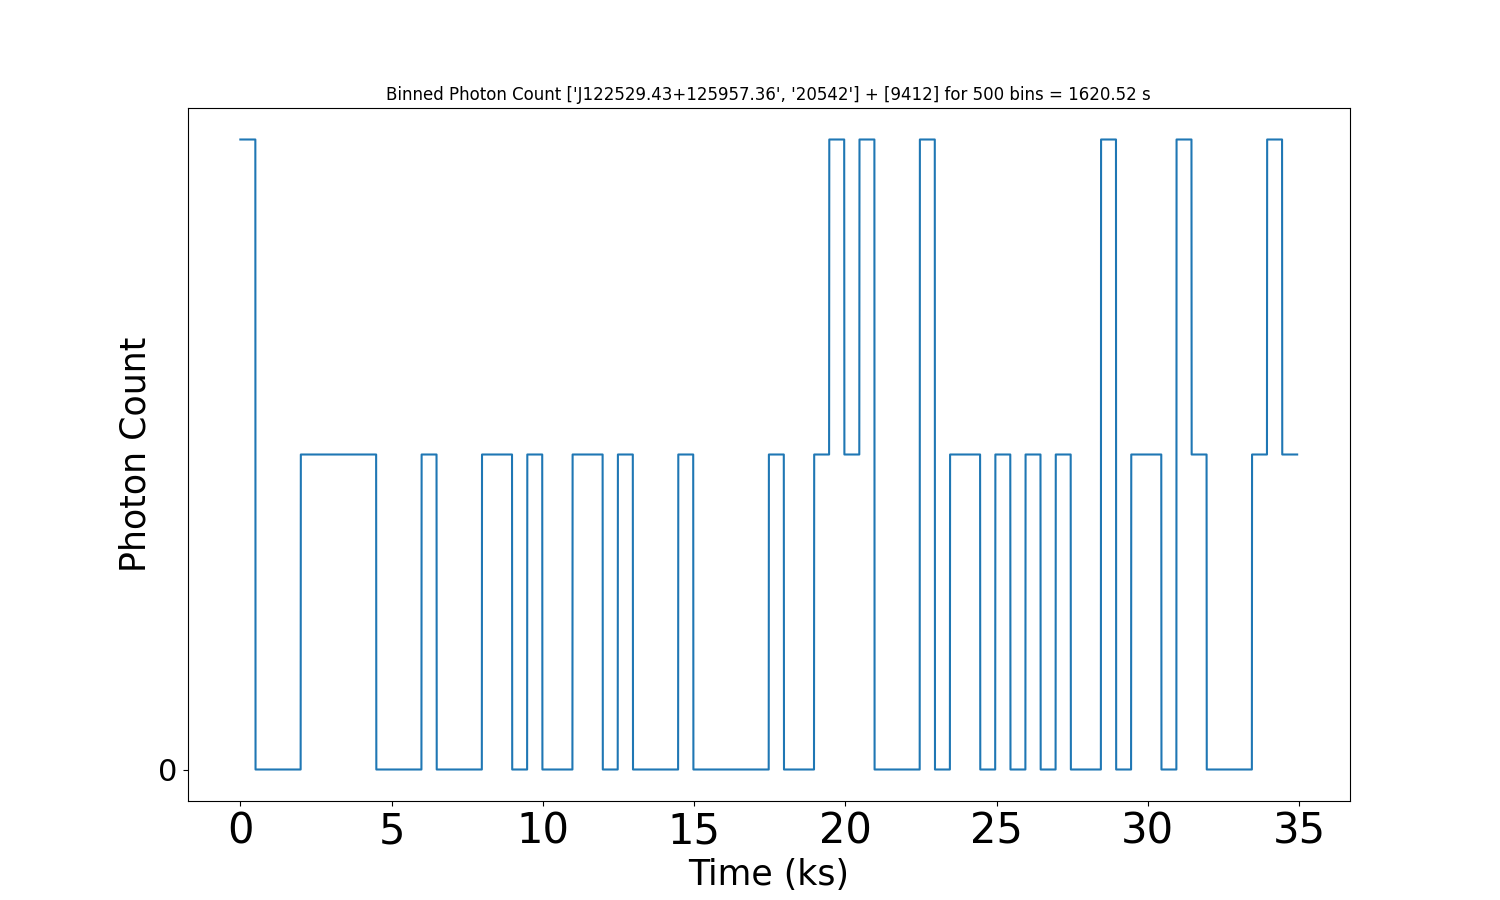 Binned Photon Count ['J122529.43+125957.36', '20542'] + [9412] for 500 bins = 1620.52 s
Photon Count
0
0 5 10 15 20 25 30 35
Time (ks)